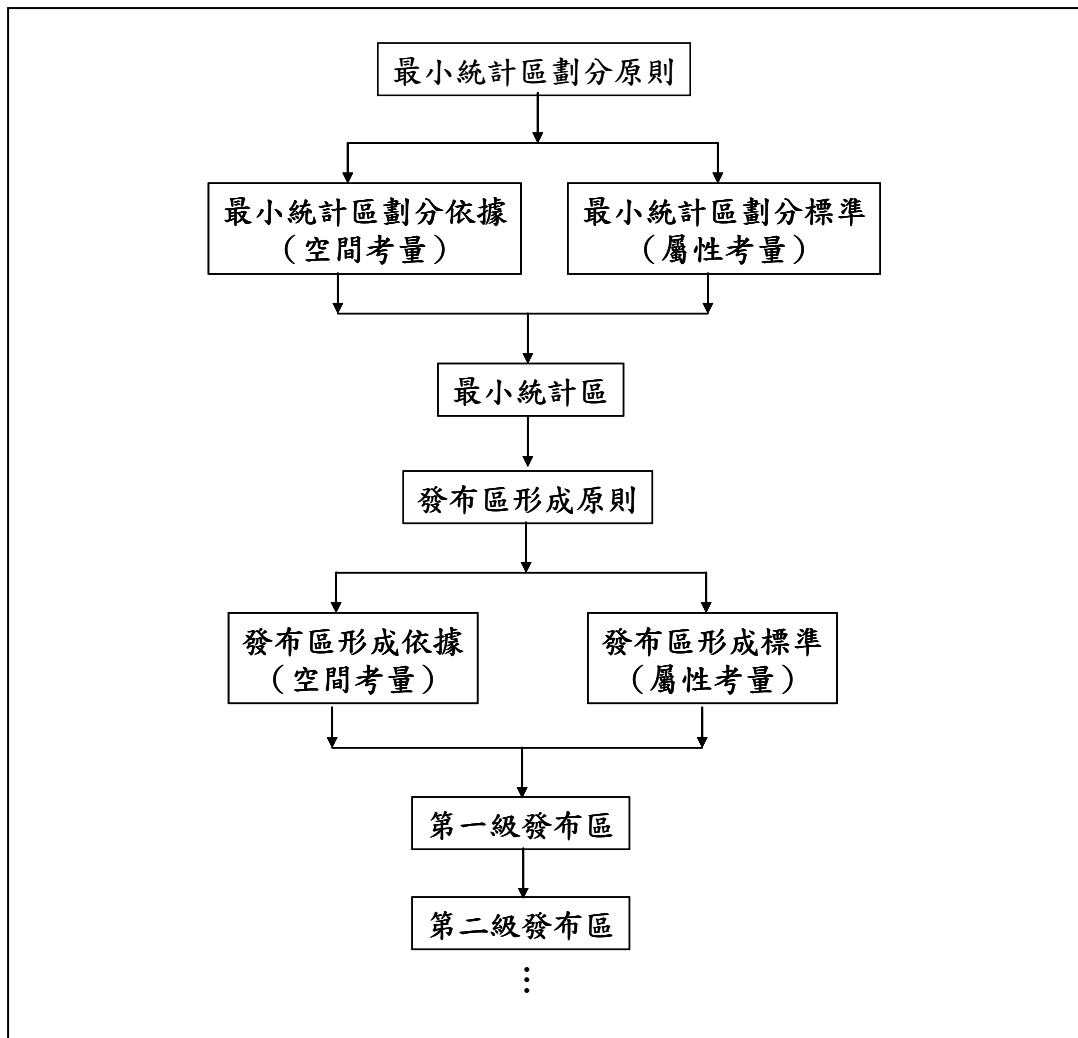 最小統計區劃分原則
最小統計區劃分依據
（空間考量）
最小統計區劃分標準
（屬性考量）
最小統計區
發布區形成原則
發布區形成依據
（空間考量）
發布區形成標準
（屬性考量）
第一級發布區
第二級發布區
⋮